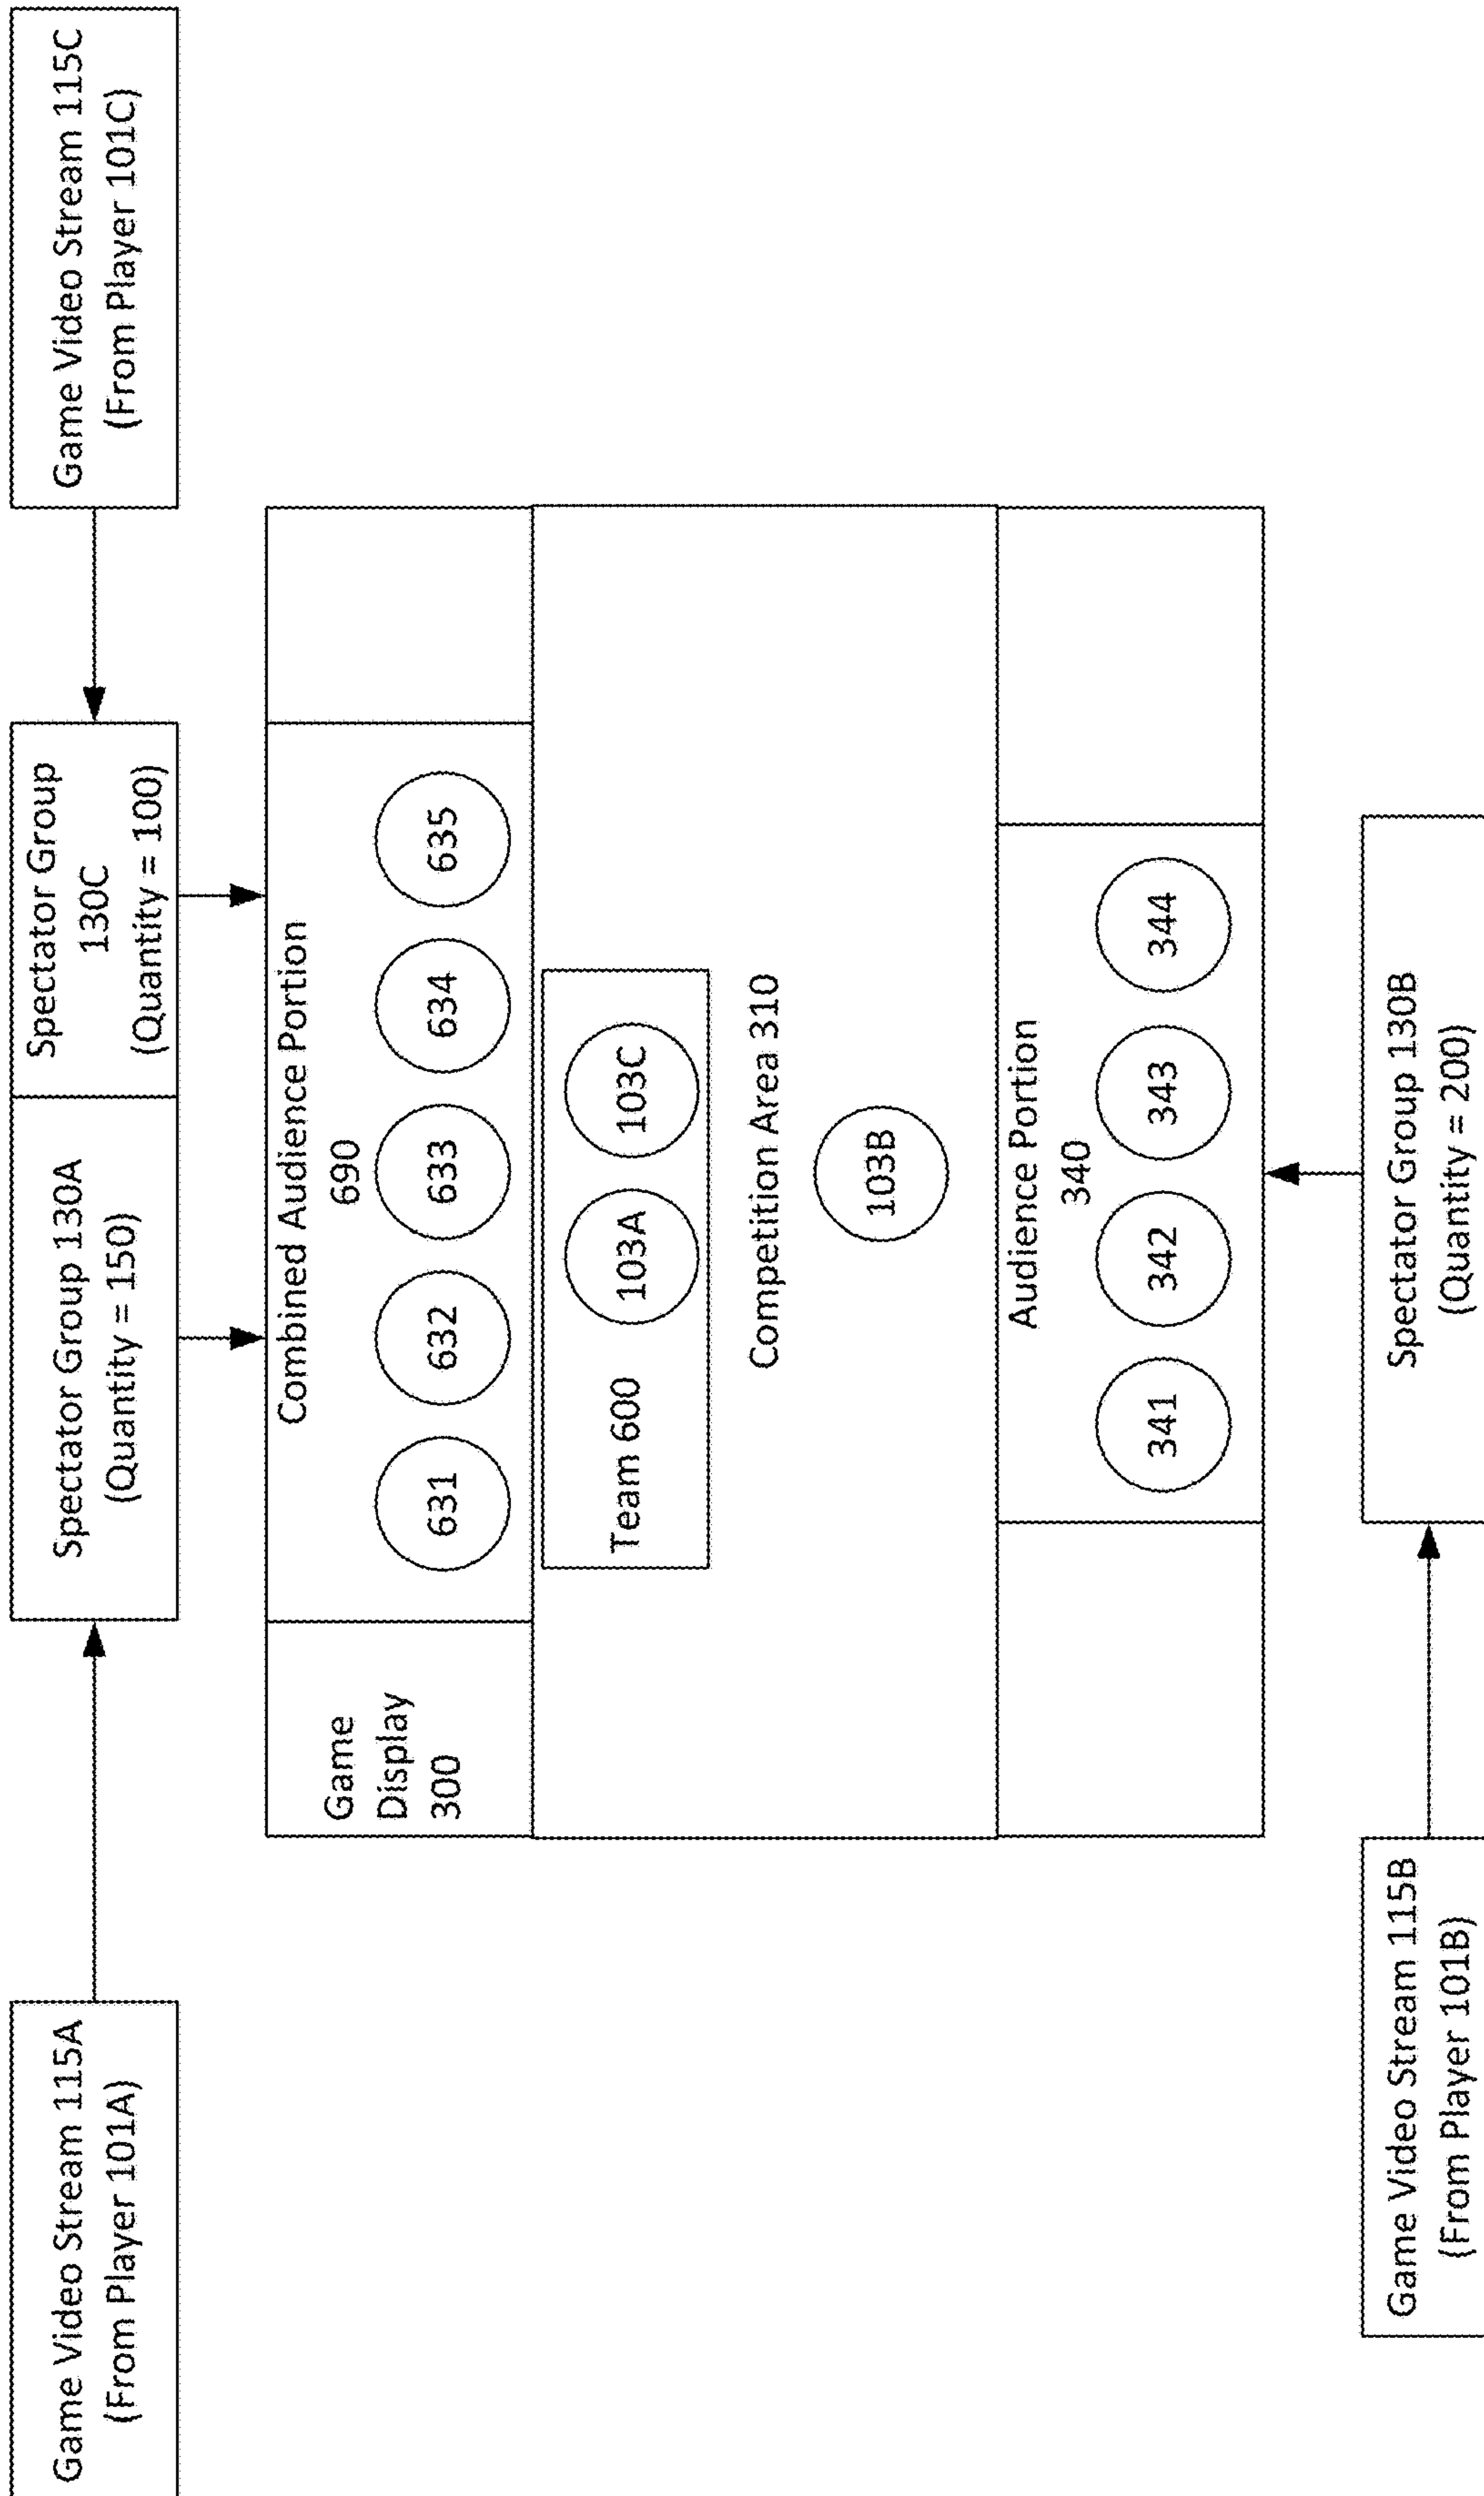 Game Video Stream 115A
(From Player 101A)
Spectator Group 130A
(Quantity = 150)
Spectator Group
130C
(Quantity = 100)
Game Video Stream 115C
(From Player 101C)
Game
Display
300
Combined Audience Portion
690
631
632
633
634
635
Team 600
103A
103C
Competition Area 310
103B
Audience Portion
340
341
342
343
344
Game Video Stream 115B
(From Player 101B)
Spectator Group 130B
(Quantity = 200)